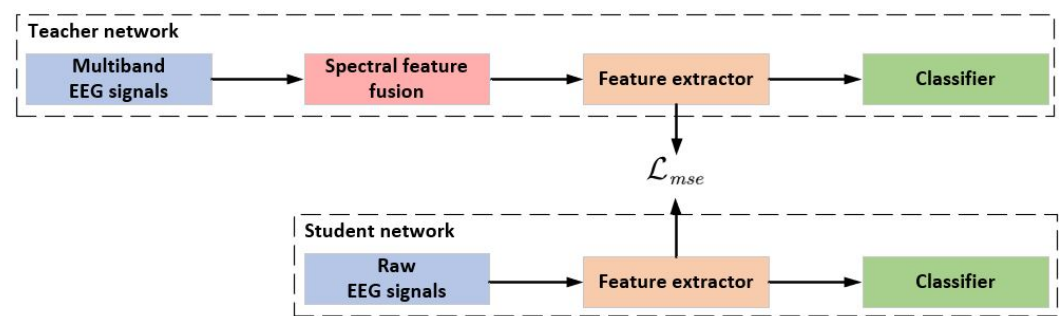 Teacher network
Multiband
EEG signals
Spectral feature
fusion
Feature extractor
Classifier
ℒmse
Student network
Raw
EEG signals
Feature extractor
Classifier